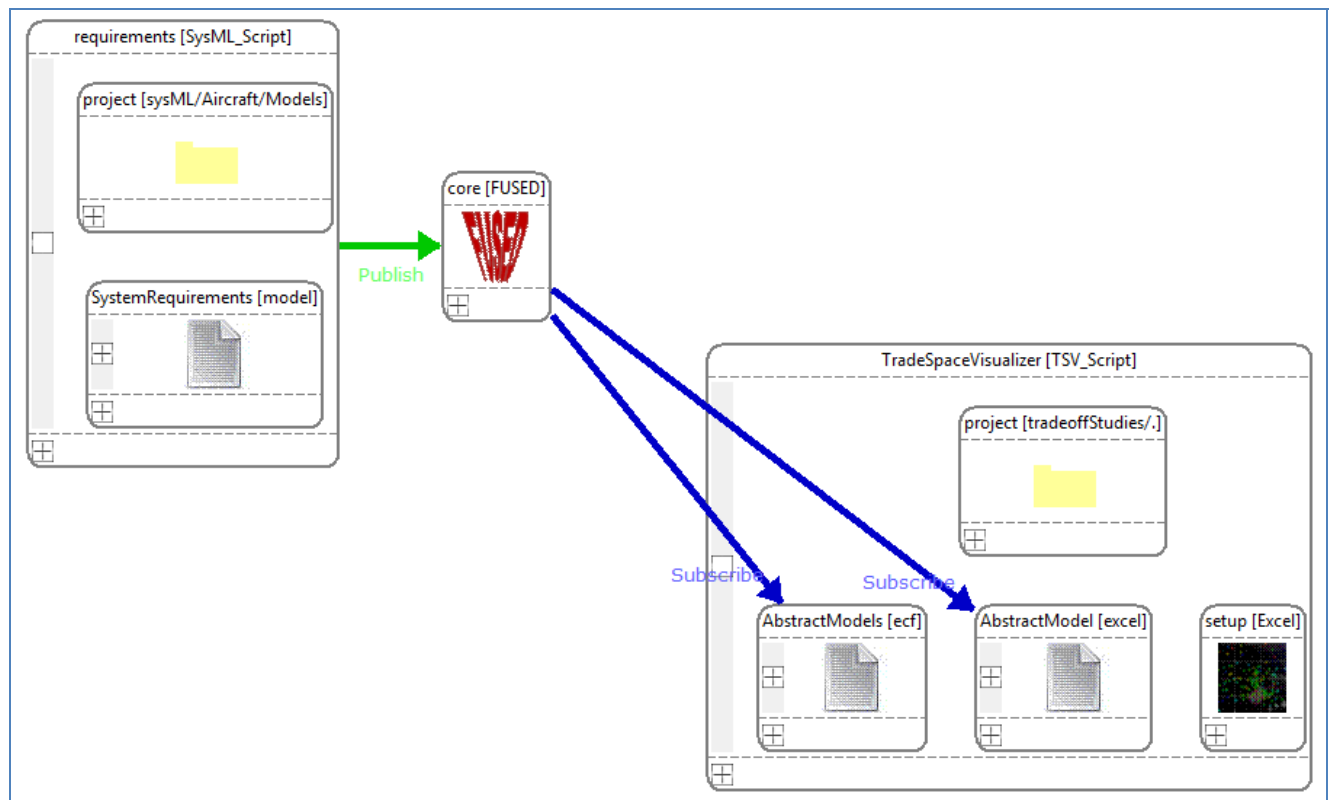 requirements [SysML_Script]
project [sysML/Aircraft/Models]
SystemRequirements [model]
Publish
core [FUSED]
FUSED
TradeSpaceVisualizer [TSV_Script]
project [tradeoffStudies/.]
Subscribe
Subscribe
AbstractModels [ecf]
AbstractModel [excel]
setup [Excel]